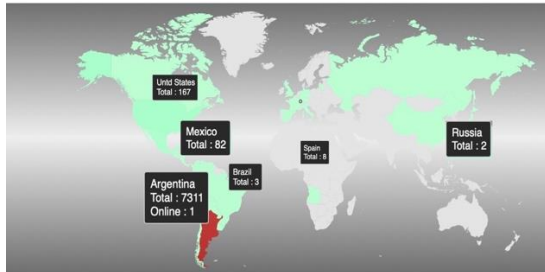 Untd States
Total : 167
Mexico
Total : 82
Russia
Total : 2
Spain
Total : 8
Brazil
Total : 3
Argentina
Total : 7311
Online : 1